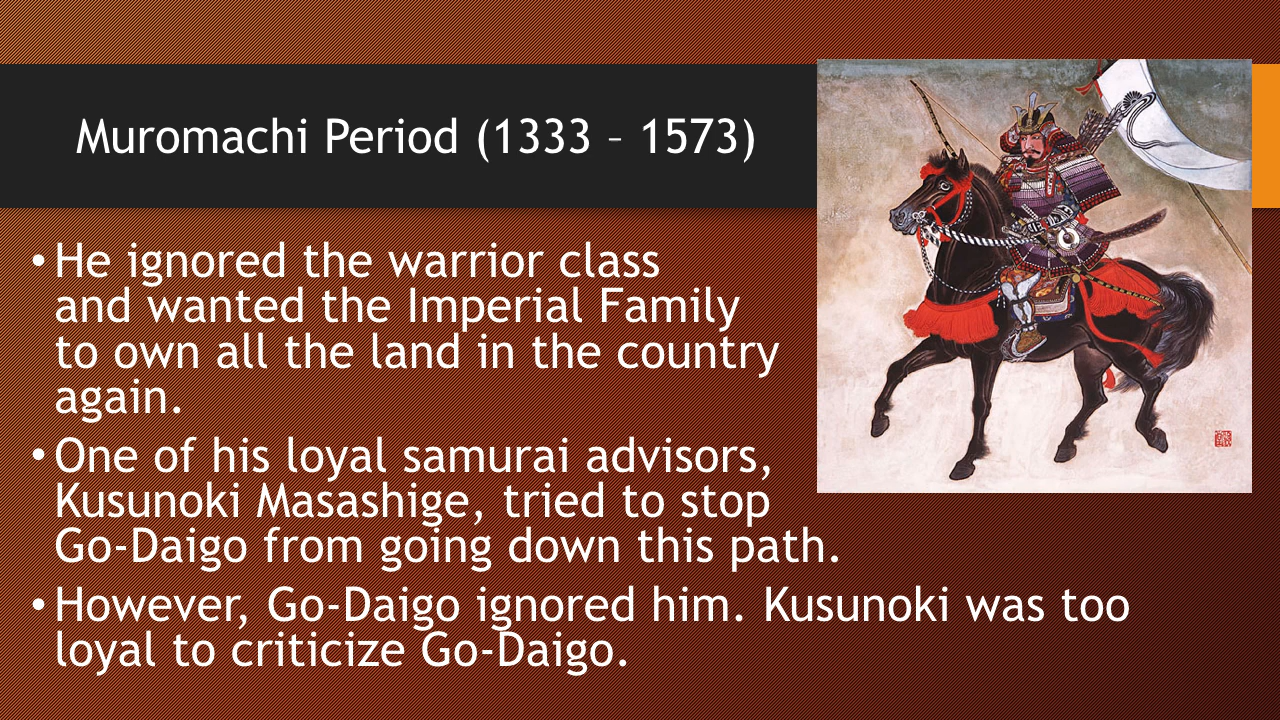 Muromachi Period (1333 – 1573)
• He ignored the warrior class
and wanted the Imperial Family
to own all the land in the country
again.
• One of his loyal samurai advisors,
Kusunoki Masashige, tried to stop
Go-Daigo from going down this path.
• However, Go-Daigo ignored him. Kusunoki was too
loyal to criticize Go-Daigo.